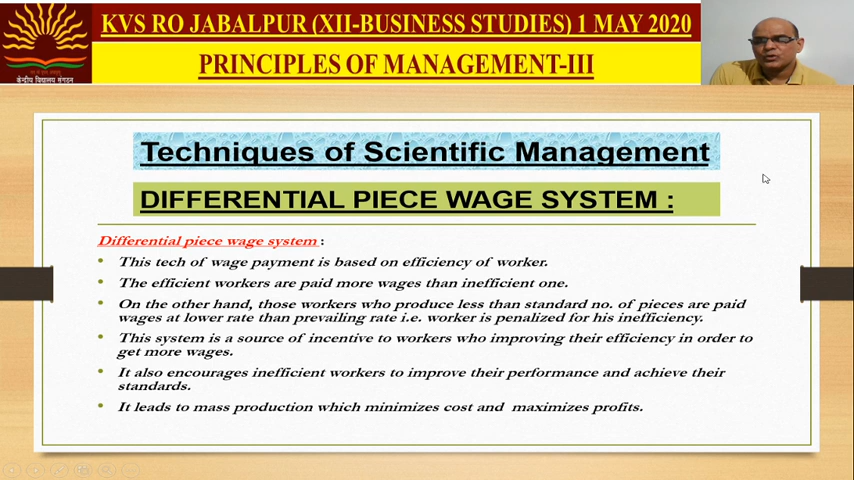 KVS RO JABALPUR (XII-BUSINESS STUDIES) 1 MAY 2020
PRINCIPLES OF MANAGEMENT-III
केन्द्रीय विद्यालय संगठन
Techniques of Scientific Management
DIFFERENTIAL PIECE WAGE SYSTEM :
Differential piece wage system :
• This tech of wage payment is based on efficiency of worker.
• The efficient workers are paid more wages than inefficient one.
• On the other hand, those workers who produce less than standard no. of pieces are paid
wages at lower rate than prevailing rate i.e. worker is penalized for his inefficiency.
• This system is a source of incentive to workers who improving their efficiency in order to
get more wages.
• It also encourages inefficient workers to improve their performance and achieve their
standards.
• It leads to mass production which minimizes cost and maximizes profits.